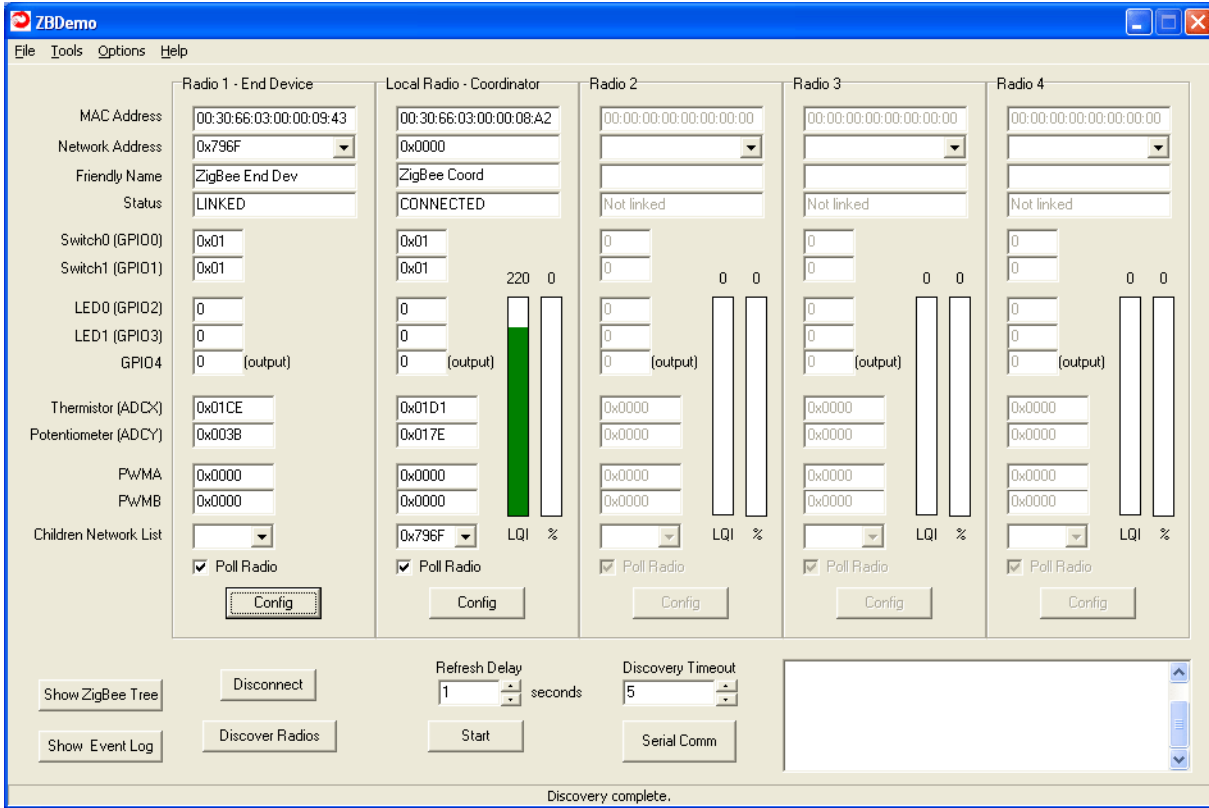 ZBDemo
File Tools Options Help
Radio 1 - End Device Local Radio - Coordinator Radio 2 Radio 3 Radio 4
MAC Address 00:30:66:03:00:00:09:43 00:30:66:03:00:00:08:A2 00:00:00:00:00:00:00:00 00:00:00:00:00:00:00:00 00:00:00:00:00:00:00:00
Network Address 0x796F 0x0000
Friendly Name ZigBee End Dev ZigBee Coord
Status LINKED CONNECTED Not linked Not linked Not linked
Switch0 (GPIO0) 0x01 0x01 0 0 0
Switch1 (GPIO1) 0x01 0x01 0 0 0
220 0 0 0 0 0 0 0
LED0 (GPIO2) 0 0 0 0 0
LED1 (GPIO3) 0 0 0 0 0
GPIO4 0 (output) 0 (output) 0 (output) 0 (output) 0 (output)
Thermistor (ADCX) 0x01CE 0x01D1 0x0000 0x0000 0x0000
Potentiometer (ADCY) 0x003B 0x017E 0x0000 0x0000 0x0000
PWMA 0x0000 0x0000 0x0000 0x0000 0x0000
PWMB 0x0000 0x0000 0x0000 0x0000 0x0000
Children Network List 0x796F LQI % LQI % LQI % LQI %
Poll Radio Poll Radio Poll Radio Poll Radio Poll Radio
Config Config Config Config Config
Refresh Delay Discovery Timeout
Show ZigBee Tree Disconnect 1 seconds 5
Show Event Log Discover Radios Start Serial Comm
Discovery complete.